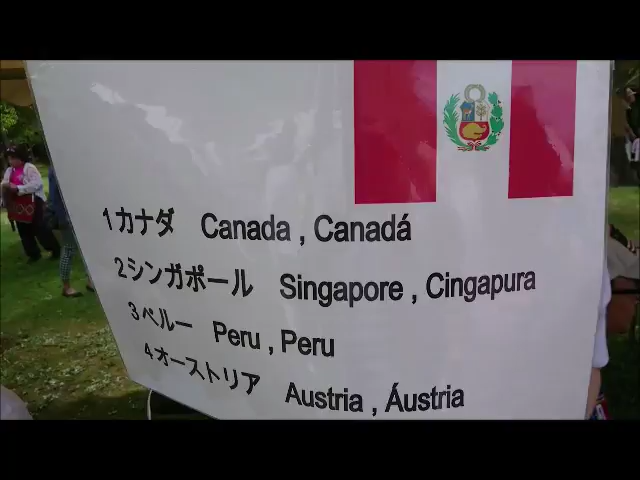 1カナダ Canada , Canadá
2シンガポール Singapore , Cingapura
3ペルー Peru , Peru
4オーストリア Austria , Áustria